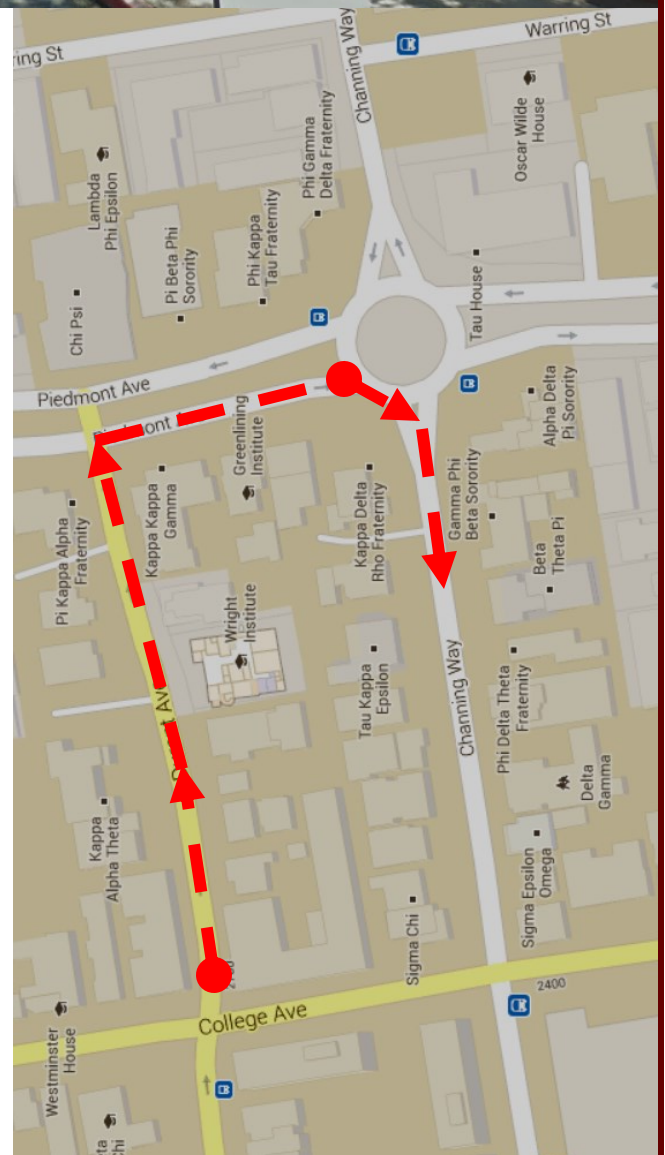 ring St
Channing Way
Warring St
Lambda
Phi Epsilon
Phi Gamma
Delta Fraternity
Oscar Wilde
House
Pi Beta Phi
Sorority
Phi Kappa
Tau Fraternity
Chi Psi
Tau House
Piedmont Ave
Greenlining
Institute
Alpha Delta
Pi Sorority
Pi Kappa Alpha
Fraternity
Kappa Kappa
Gamma
Kappa Delta
Rho Fraternity
Gamma Phi
Beta Sorority
Beta
Theta Pi
Wright
Institute
Tau Kappa
Epsilon
Channing Way
Phi Delta Theta
Fraternity
Kappa
Alpha Theta
Delta
Gamma
Sigma Chi
Sigma Epsilon
Omega
College Ave
2400
Westminster
House